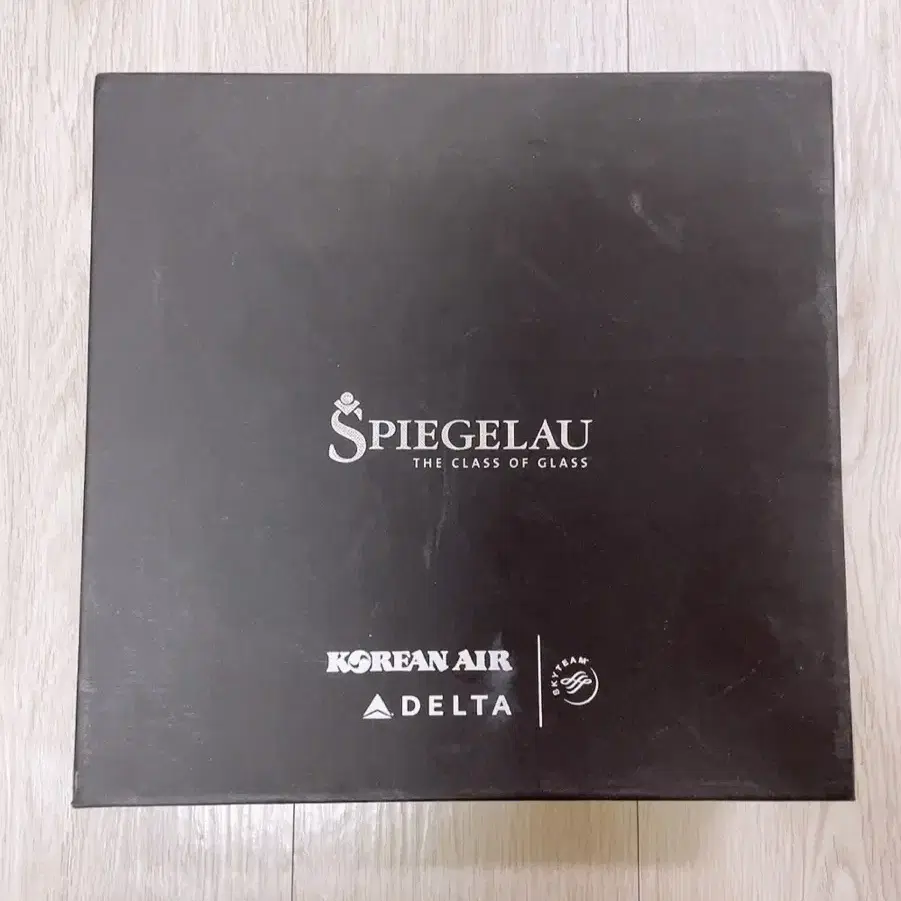 SPIEGELAU
THE CLASS OF GLASS
KOREAN AIR
DELTA
SKYTEAM